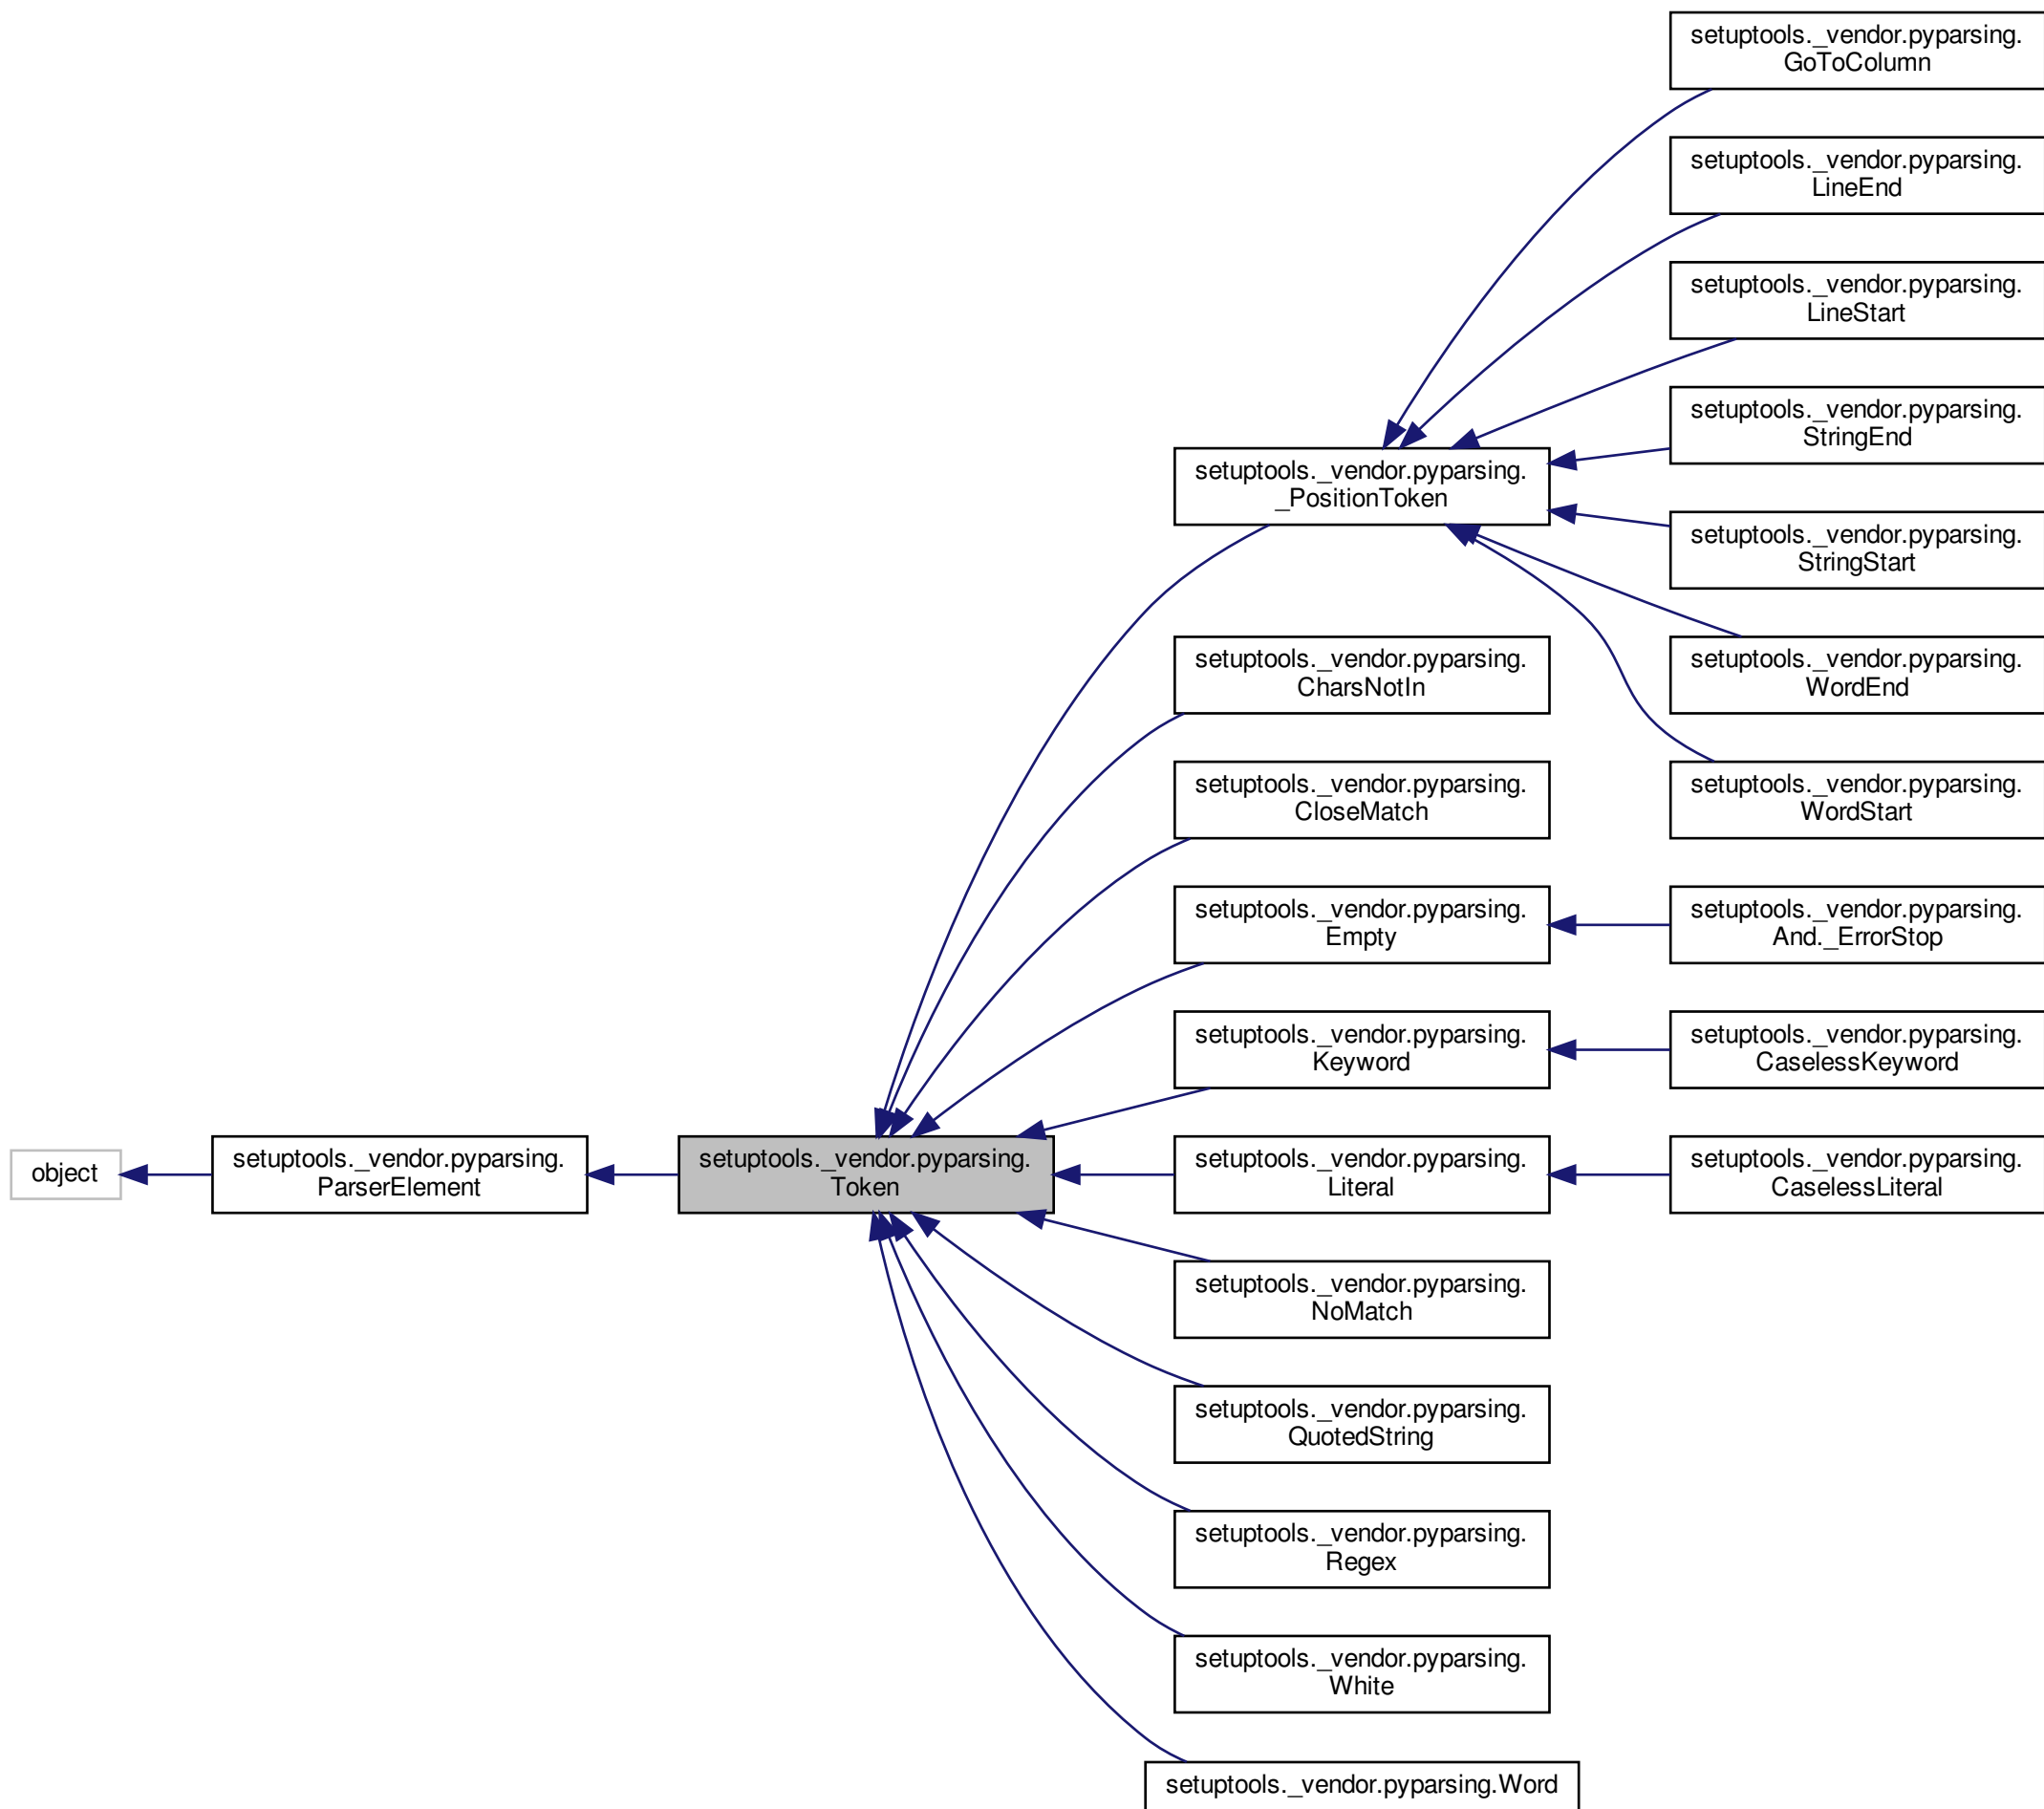 object
setuptools._vendor.pyparsing.
ParserElement
setuptools._vendor.pyparsing.
Token
setuptools._vendor.pyparsing.
_PositionToken
setuptools._vendor.pyparsing.
CharsNotIn
setuptools._vendor.pyparsing.
CloseMatch
setuptools._vendor.pyparsing.
Empty
setuptools._vendor.pyparsing.
Keyword
setuptools._vendor.pyparsing.
Literal
setuptools._vendor.pyparsing.
NoMatch
setuptools._vendor.pyparsing.
QuotedString
setuptools._vendor.pyparsing.
Regex
setuptools._vendor.pyparsing.
White
setuptools._vendor.pyparsing.Word
setuptools._vendor.pyparsing.
GoToColumn
setuptools._vendor.pyparsing.
LineEnd
setuptools._vendor.pyparsing.
LineStart
setuptools._vendor.pyparsing.
StringEnd
setuptools._vendor.pyparsing.
StringStart
setuptools._vendor.pyparsing.
WordEnd
setuptools._vendor.pyparsing.
WordStart
setuptools._vendor.pyparsing.
And._ErrorStop
setuptools._vendor.pyparsing.
CaselessKeyword
setuptools._vendor.pyparsing.
CaselessLiteral